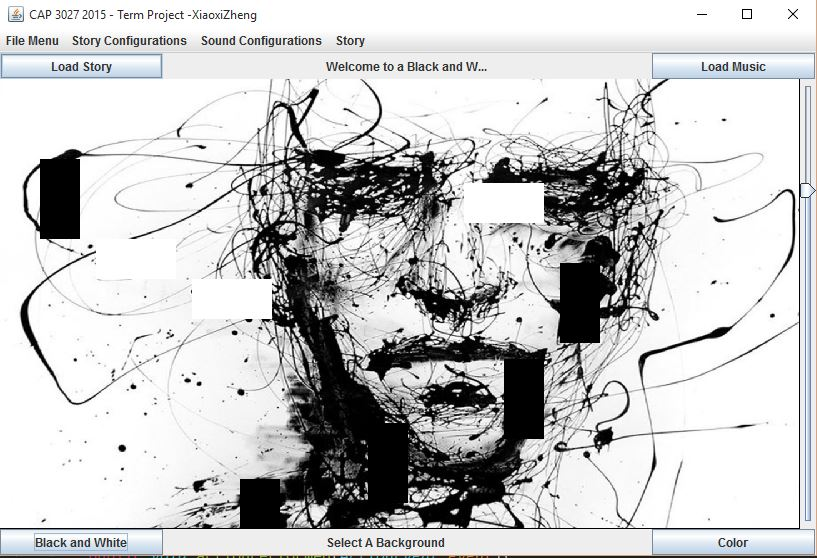 CAP 3027 2015 - Term Project -XiaoxiZheng
File Menu Story Configurations Sound Configurations Story
Load Story Welcome to a Black and W... Load Music
Black and White Select A Background Color